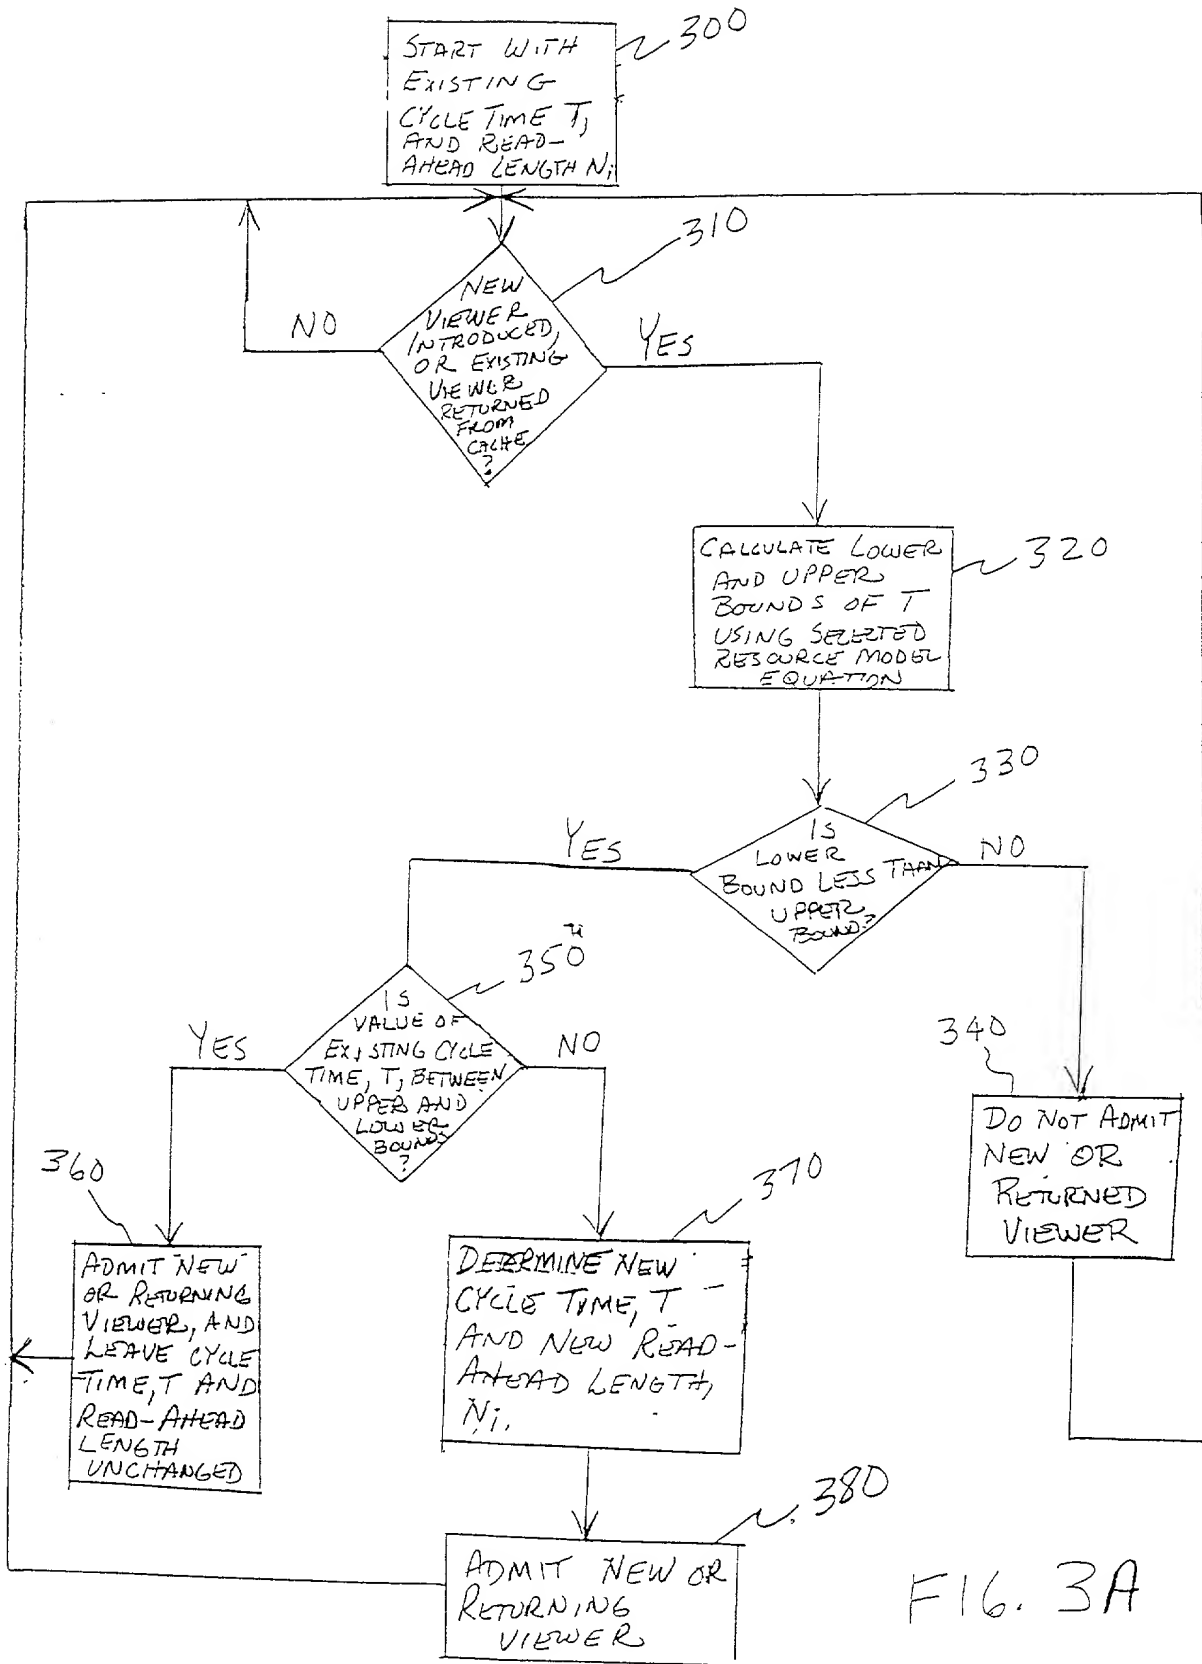 START WITH
EXISTING
CYCLE TIME T,
AND READ-
AHEAD LENGTH Ni
300
310
NEW
VIEWER
INTRODUCED,
OR EXISTING
VIEWER
RETURNED
FROM
CACHE
?
NO
YES
CALCULATE LOWER
AND UPPER
BOUNDS OF T
USING SELECTED
RESOURCE MODEL
EQUATION
320
330
IS
LOWER
BOUND LESS THAN
UPPER
BOUND?
YES
NO
350
IS
VALUE OF
EXISTING CYCLE
TIME, T, BETWEEN
UPPER AND
LOWER
BOUNDS
?
YES
NO
340
DO NOT ADMIT
NEW OR
RETURNED
VIEWER
360
ADMIT NEW
OR RETURNING
VIEWER, AND
LEAVE CYCLE
TIME, T AND
READ-AHEAD
LENGTH
UNCHANGED
370
DETERMINE NEW
CYCLE TIME, T
AND NEW READ-
AHEAD LENGTH,
Ni.
380
ADMIT NEW OR
RETURNING
VIEWER
FIG. 3A